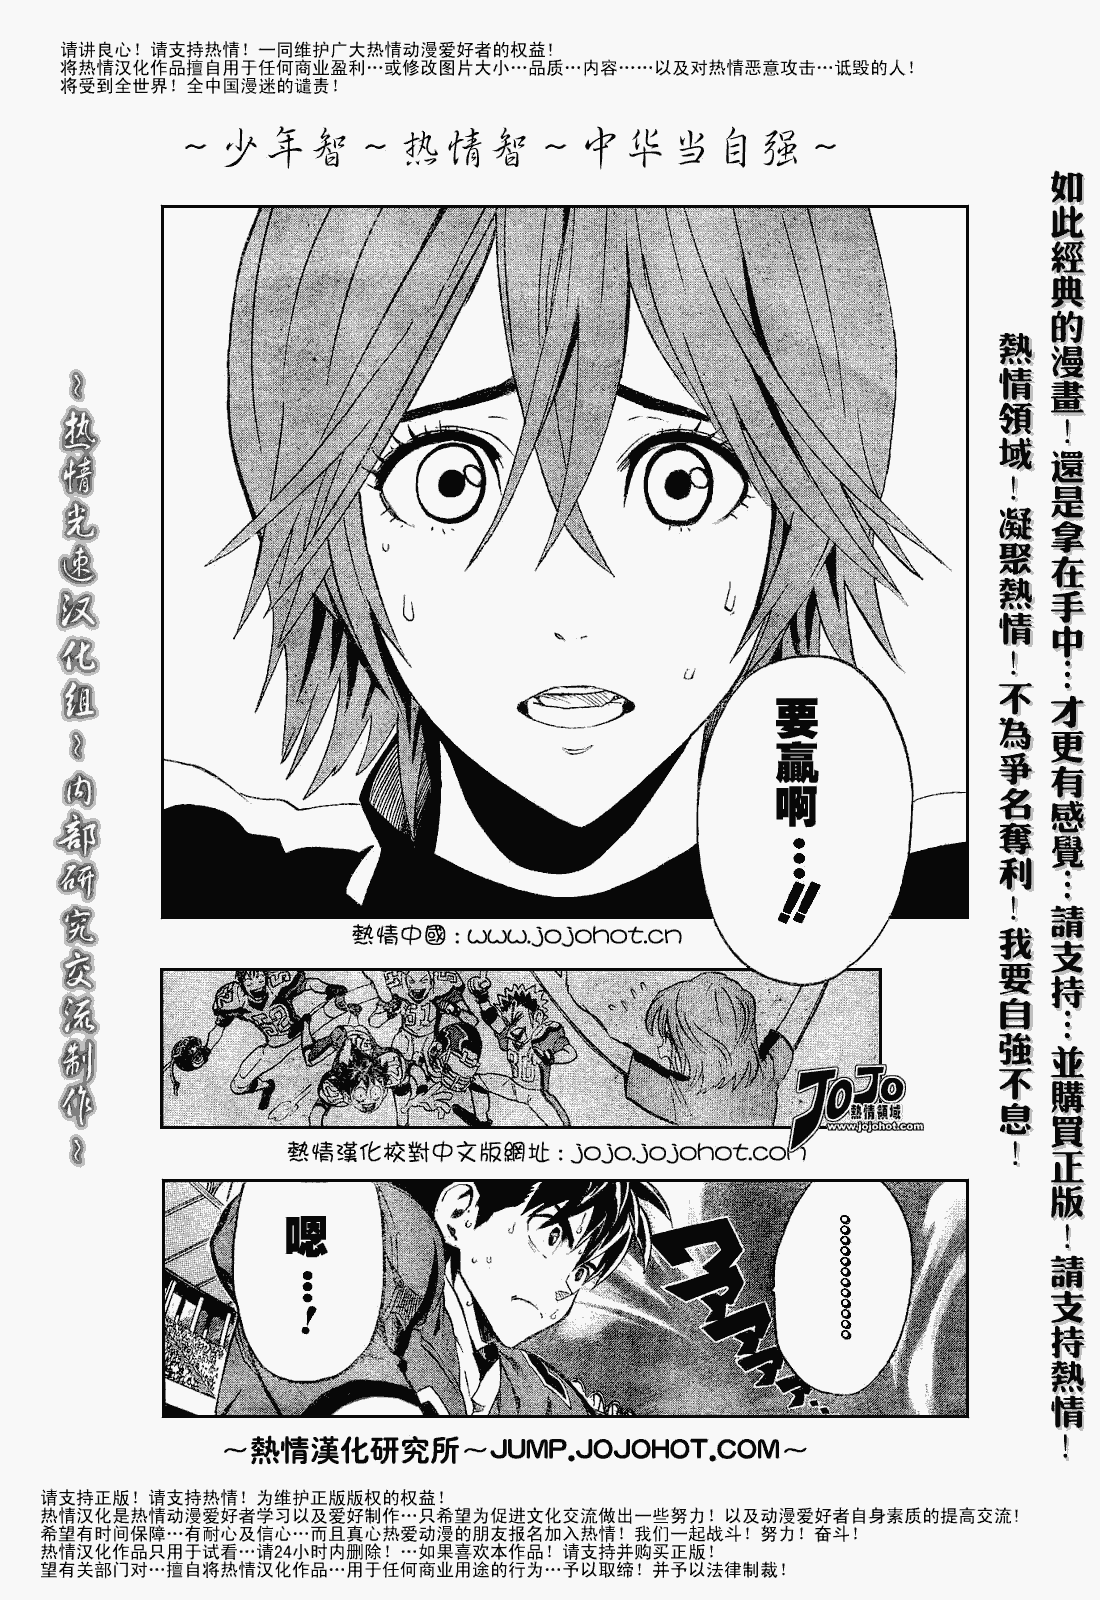 请讲良心！请支持热情！一同维护广大热情动漫爱好者的权益！
将热情汉化作品擅自用于任何商业盈利…或修改图片大小…品质…内容……以及对热情恶意攻击…诋毁的人！
将受到全世界！全中国漫迷的谴责！
～少年智～热情智～中华当自强～
如此經典的漫畫！還是拿在手中…才更有感覺…請支持…並購買正版！請支持熱情！
熱情領域！凝聚熱情！不為爭名奪利！我要自強不息！
～热情光速汉化组～内部研究交流制作～
要贏啊……!!
熱情中國：www.jojohot.cn
JOJO
熱情領域
www.jojohot.com
熱情漢化校對中文版網址：jojo.jojohot.com
…………
嗯……！
～熱情漢化研究所～JUMP.JOJOHOT.COM～
请支持正版！请支持热情！为维护正版版权的权益！
热情汉化是热情动漫爱好者学习以及爱好制作…只希望为促进文化交流做出一些努力！以及动漫爱好者自身素质的提高交流！
希望有时间保障…有耐心及信心…而且真心热爱动漫的朋友报名加入热情！我们一起战斗！努力！奋斗！
热情汉化作品只用于试看…请24小时内删除！…如果喜欢本作品！请支持并购买正版！
望有关部门对…擅自将热情汉化作品…用于任何商业用途的行为…予以取缔！并予以法律制裁！